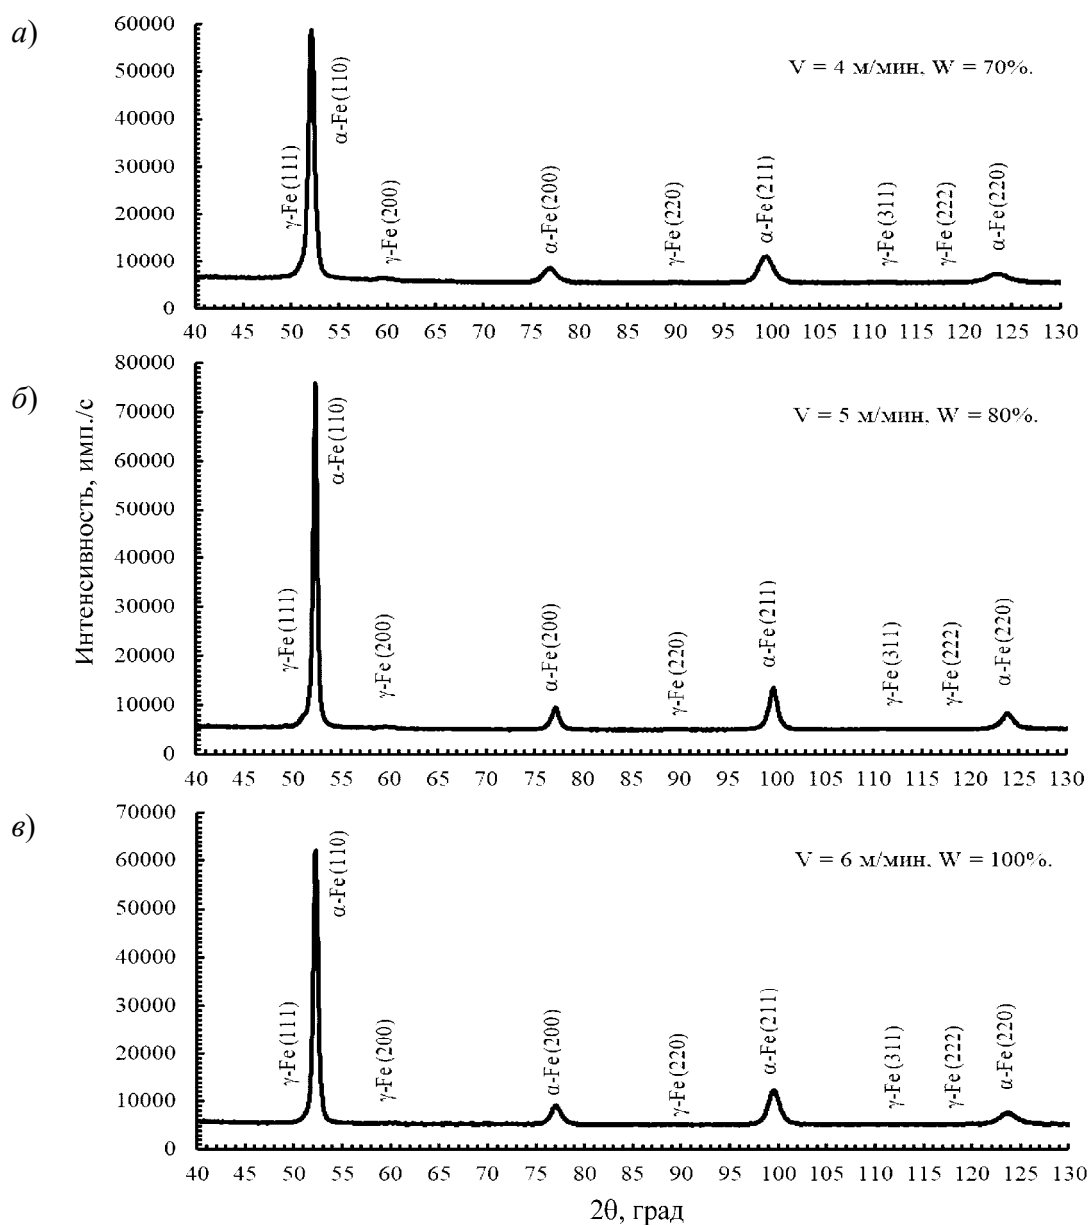 а)
60000
50000
40000
30000
20000
10000
0
V = 4 м/мин, W = 70%.
γ-Fe (111)
α-Fe (110)
γ-Fe (200)
α-Fe (200)
γ-Fe (220)
α-Fe (211)
γ-Fe (311)
γ-Fe (222)
α-Fe (220)
40 45 50 55 60 65 70 75 80 85 90 95 100 105 110 115 120 125 130
б)
Интенсивность, имп./с
80000
70000
60000
50000
40000
30000
20000
10000
0
V = 5 м/мин, W = 80%.
γ-Fe (111)
α-Fe (110)
γ-Fe (200)
α-Fe (200)
γ-Fe (220)
α-Fe (211)
γ-Fe (311)
γ-Fe (222)
α-Fe (220)
40 45 50 55 60 65 70 75 80 85 90 95 100 105 110 115 120 125 130
в)
70000
60000
50000
40000
30000
20000
10000
0
V = 6 м/мин, W = 100%.
γ-Fe (111)
α-Fe (110)
γ-Fe (200)
α-Fe (200)
γ-Fe (220)
α-Fe (211)
γ-Fe (311)
γ-Fe (222)
α-Fe (220)
40 45 50 55 60 65 70 75 80 85 90 95 100 105 110 115 120 125 130
2θ, град